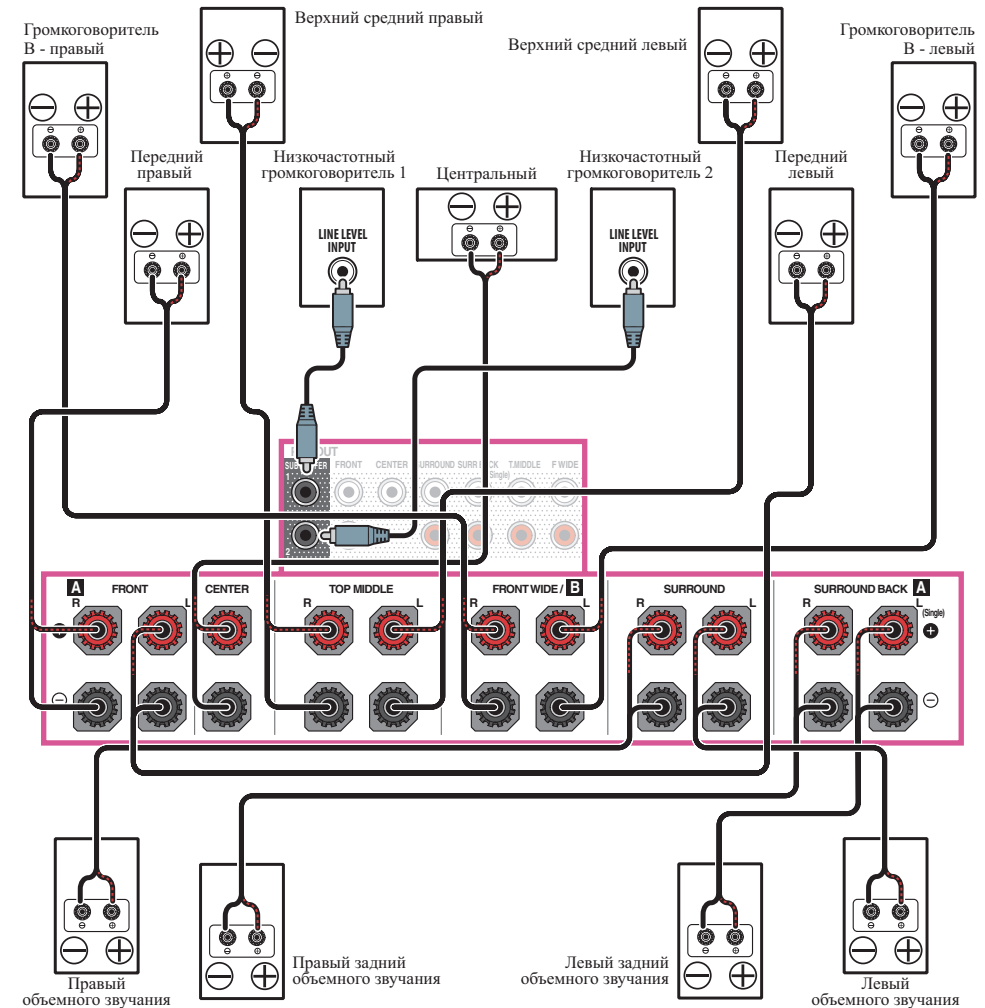 Верхний средний правый
Громкоговоритель
В - правый
Верхний средний левый
Громкоговоритель
В - левый
Передний
правый
Низкочастотный
громкоговоритель 1
Центральный
Низкочастотный
громкоговоритель 2
Передний
левый
LINE LEVEL
INPUT
LINE LEVEL
INPUT
FRONT CENTER SURROUND T.MIDDLE F WIDE
1
2
A FRONT CENTER TOP MIDDLE FRONT WIDE / B SURROUND SURROUND BACK A
R L R L R L R L R L
(Single)
Правый
объемного звучания
Правый задний
объемного звучания
Левый задний
объемного звучания
Левый
объемного звучания